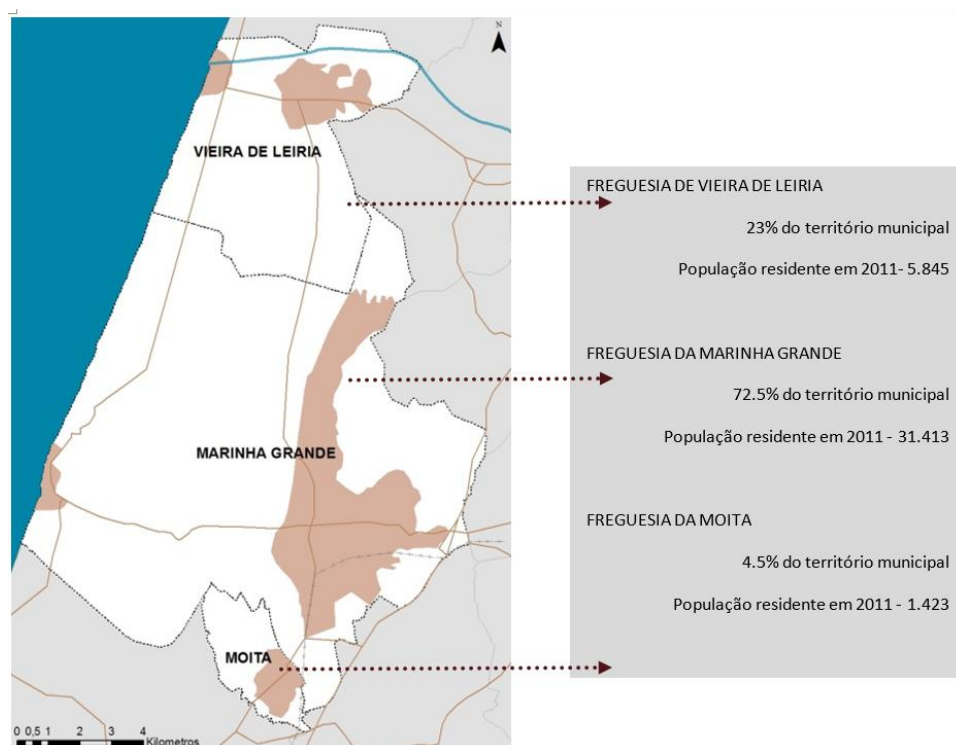 N
VIEIRA DE LEIRIA
MARINHA GRANDE
MOITA
0 0,5 1 2 3 4
Kilometros
FREGUESIA DE VIEIRA DE LEIRIA
23% do território municipal
População residente em 2011- 5.845
FREGUESIA DA MARINHA GRANDE
72.5% do território municipal
População residente em 2011 - 31.413
FREGUESIA DA MOITA
4.5% do território municipal
População residente em 2011 - 1.423